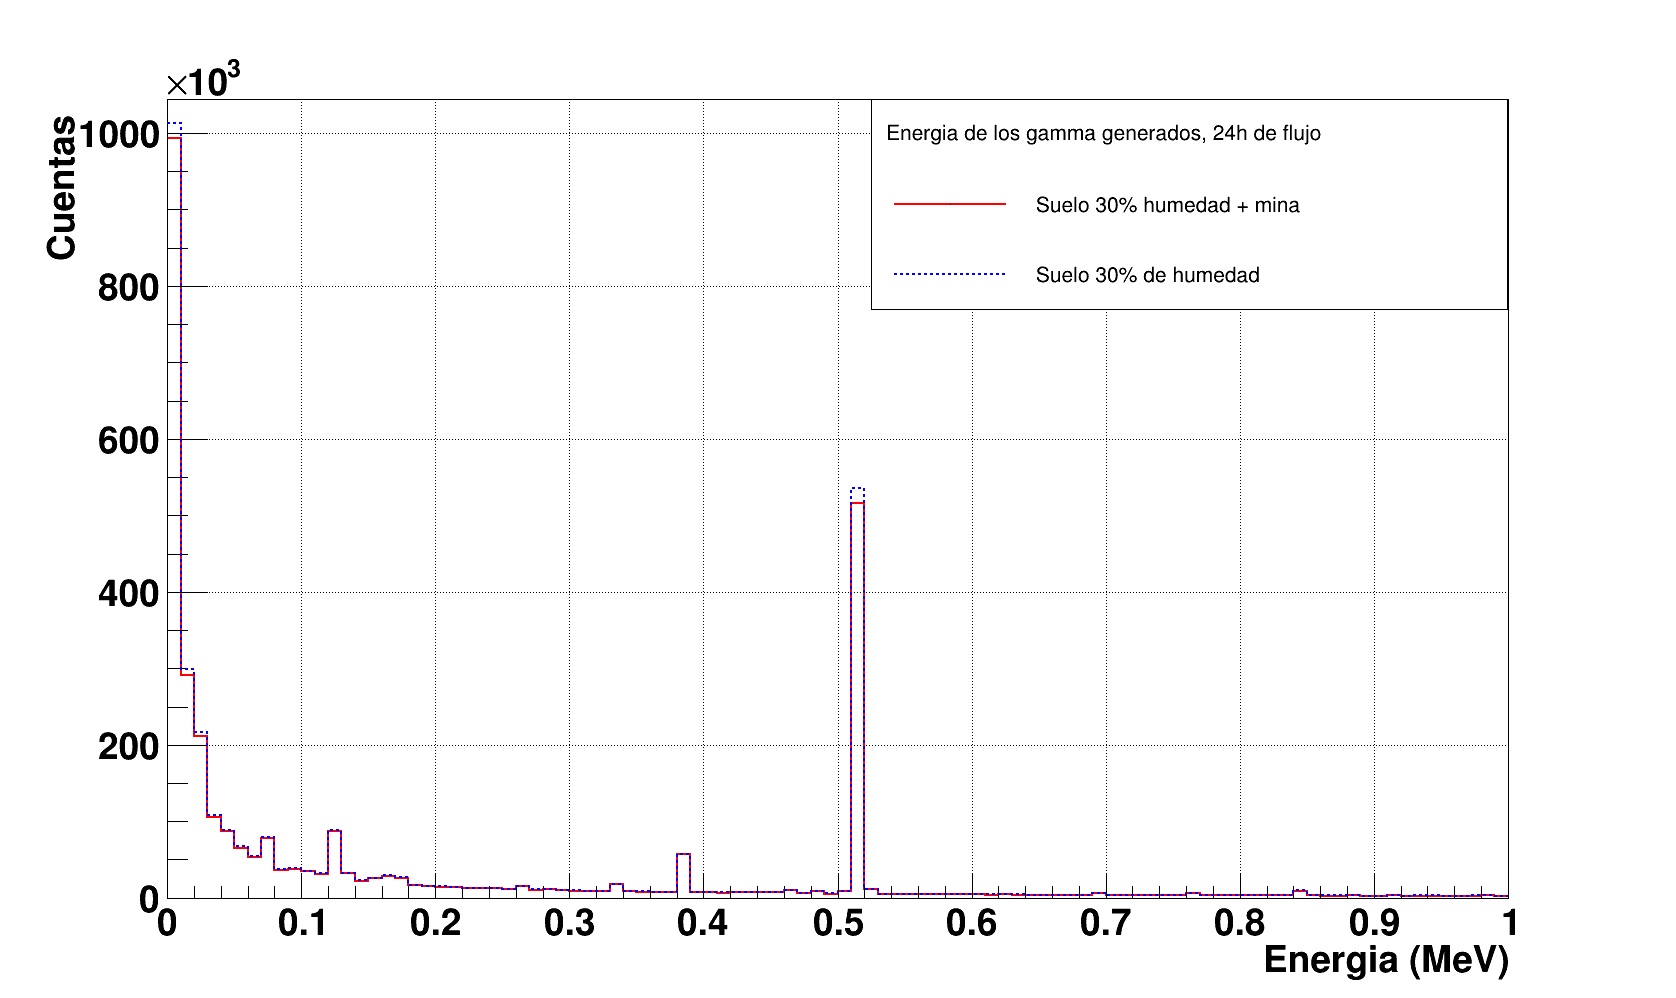 ×10³
Cuentas
1000
800
600
400
200
0
Energia de los gamma generados, 24h de flujo
Suelo 30% humedad + mina
Suelo 30% de humedad
0 0.1 0.2 0.3 0.4 0.5 0.6 0.7 0.8 0.9 1
Energia (MeV)